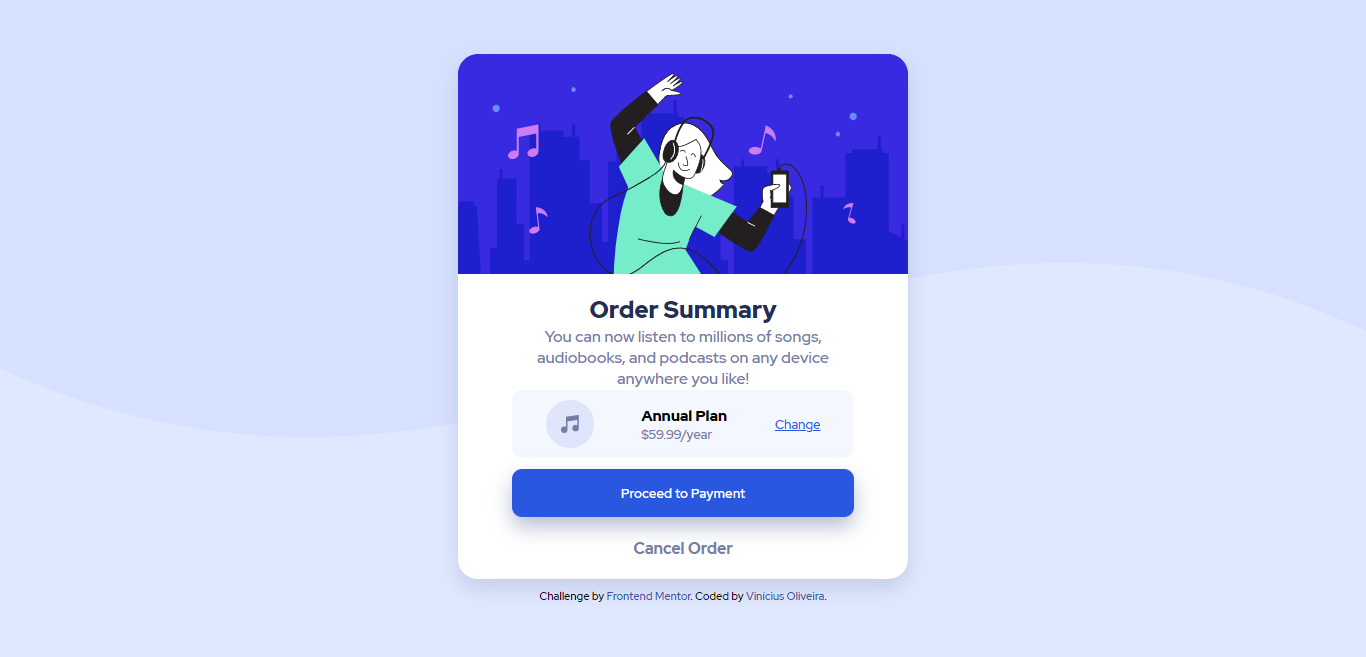 Order Summary
You can now listen to millions of songs,
audiobooks, and podcasts on any device
anywhere you like!
Annual Plan
$59.99/year
Change
Proceed to Payment
Cancel Order
Challenge by Frontend Mentor. Coded by Vinícius Oliveira.